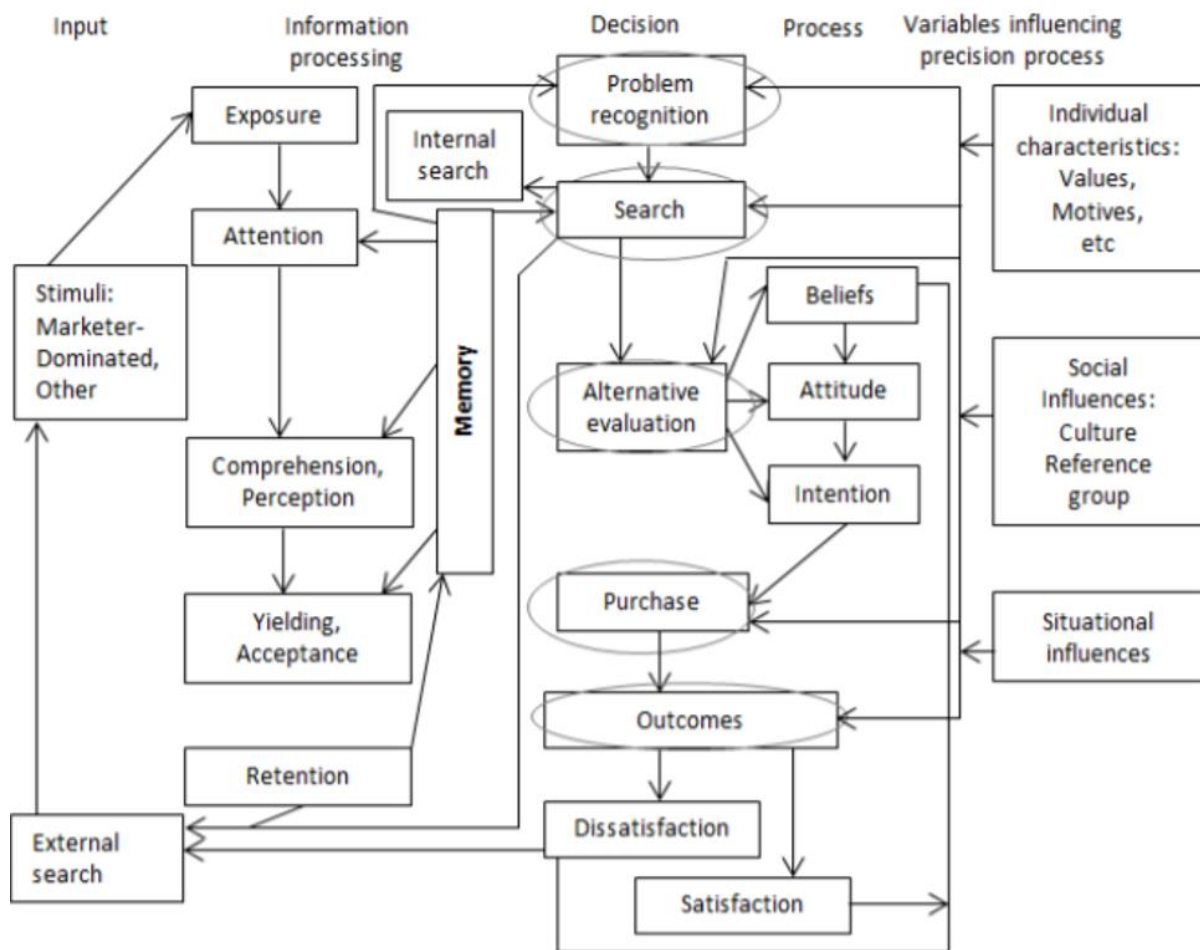 Input
Information
processing
Decision
Process
Variables influencing
precision process
Exposure
Attention
Stimuli:
Marketer-
Dominated,
Other
Comprehension,
Perception
Yielding,
Acceptance
Retention
External
search
Internal
search
Memory
Problem
recognition
Search
Alternative
evaluation
Beliefs
Attitude
Intention
Purchase
Outcomes
Dissatisfaction
Satisfaction
Individual
characteristics:
Values,
Motives,
etc
Social
Influences:
Culture
Reference
group
Situational
influences